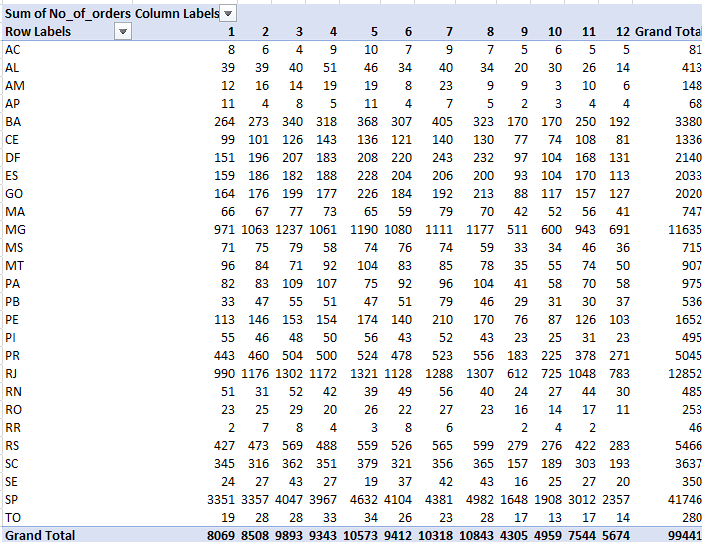 Sum of No_of_orders Column Labels
Row Labels 1 2 3 4 5 6 7 8 9 10 11 12 Grand Total
AC 8 6 4 9 10 7 9 7 5 6 5 5 81
AL 39 39 40 51 46 34 40 34 20 30 26 14 413
AM 12 16 14 19 19 8 23 9 9 3 10 6 148
AP 11 4 8 5 11 4 7 5 2 3 4 4 68
BA 264 273 340 318 368 307 405 323 170 170 250 192 3380
CE 99 101 126 143 136 121 140 130 77 74 108 81 1336
DF 151 196 207 183 208 220 243 232 97 104 168 131 2140
ES 159 186 182 188 228 204 206 200 93 104 170 113 2033
GO 164 176 199 177 226 184 192 213 88 117 157 127 2020
MA 66 67 77 73 65 59 79 70 42 52 56 41 747
MG 971 1063 1237 1061 1190 1080 1111 1177 511 600 943 691 11635
MS 71 75 79 58 74 76 74 59 33 34 46 36 715
MT 96 84 71 92 104 83 85 78 35 55 74 50 907
PA 82 83 109 107 75 92 96 104 41 58 70 58 975
PB 33 47 55 51 47 51 79 46 29 31 30 37 536
PE 113 146 153 154 174 140 210 170 76 87 126 103 1652
PI 55 46 48 50 56 43 52 43 23 25 31 23 495
PR 443 460 504 500 524 478 523 556 183 225 378 271 5045
RJ 990 1176 1302 1172 1321 1128 1288 1307 612 725 1048 783 12852
RN 51 31 52 42 39 49 56 40 24 27 44 30 485
RO 23 25 29 20 26 22 27 23 16 14 17 11 253
RR 2 7 8 4 3 8 6 2 4 2 46
RS 427 473 569 488 559 526 565 599 279 276 422 283 5466
SC 345 316 362 351 379 321 356 365 157 189 303 193 3637
SE 24 27 43 27 19 37 42 43 16 25 27 20 350
SP 3351 3357 4047 3967 4632 4104 4381 4982 1648 1908 3012 2357 41746
TO 19 28 28 33 34 26 23 28 17 13 17 14 280
Grand Total 8069 8508 9893 9343 10573 9412 10318 10843 4305 4959 7544 5674 99441